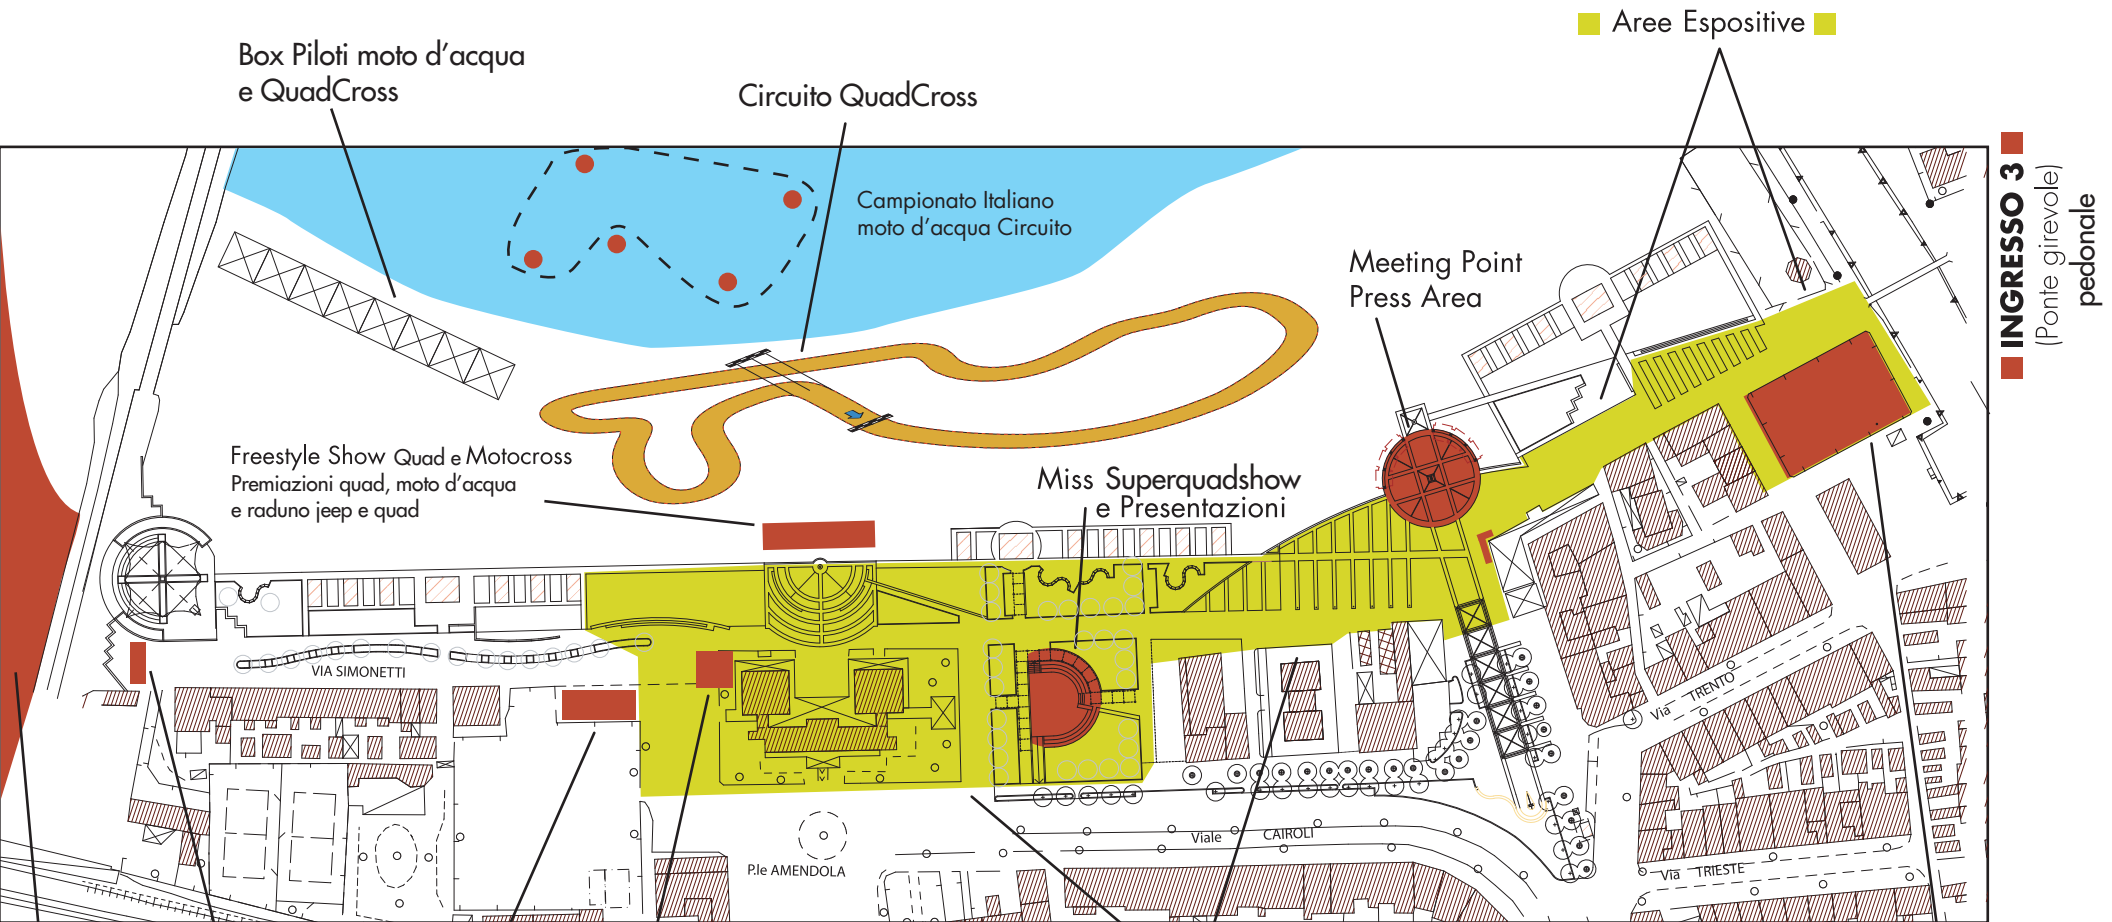 Aree Espositive
Box Piloti moto d'acqua
e QuadCross
Circuito QuadCross
INGRESSO 3
(Ponte girevole)
pedonale
Campionato Italiano
moto d'acqua Circuito
Meeting Point
Press Area
Freestyle Show Quad e Motocross
Premiazioni quad, moto d'acqua
e raduno jeep e quad
Miss Superquadshow
e Presentazioni
VIA SIMONETTI
Via TRENTO
Viale CAIROLI
P.le AMENDOLA
Via TRIESTE